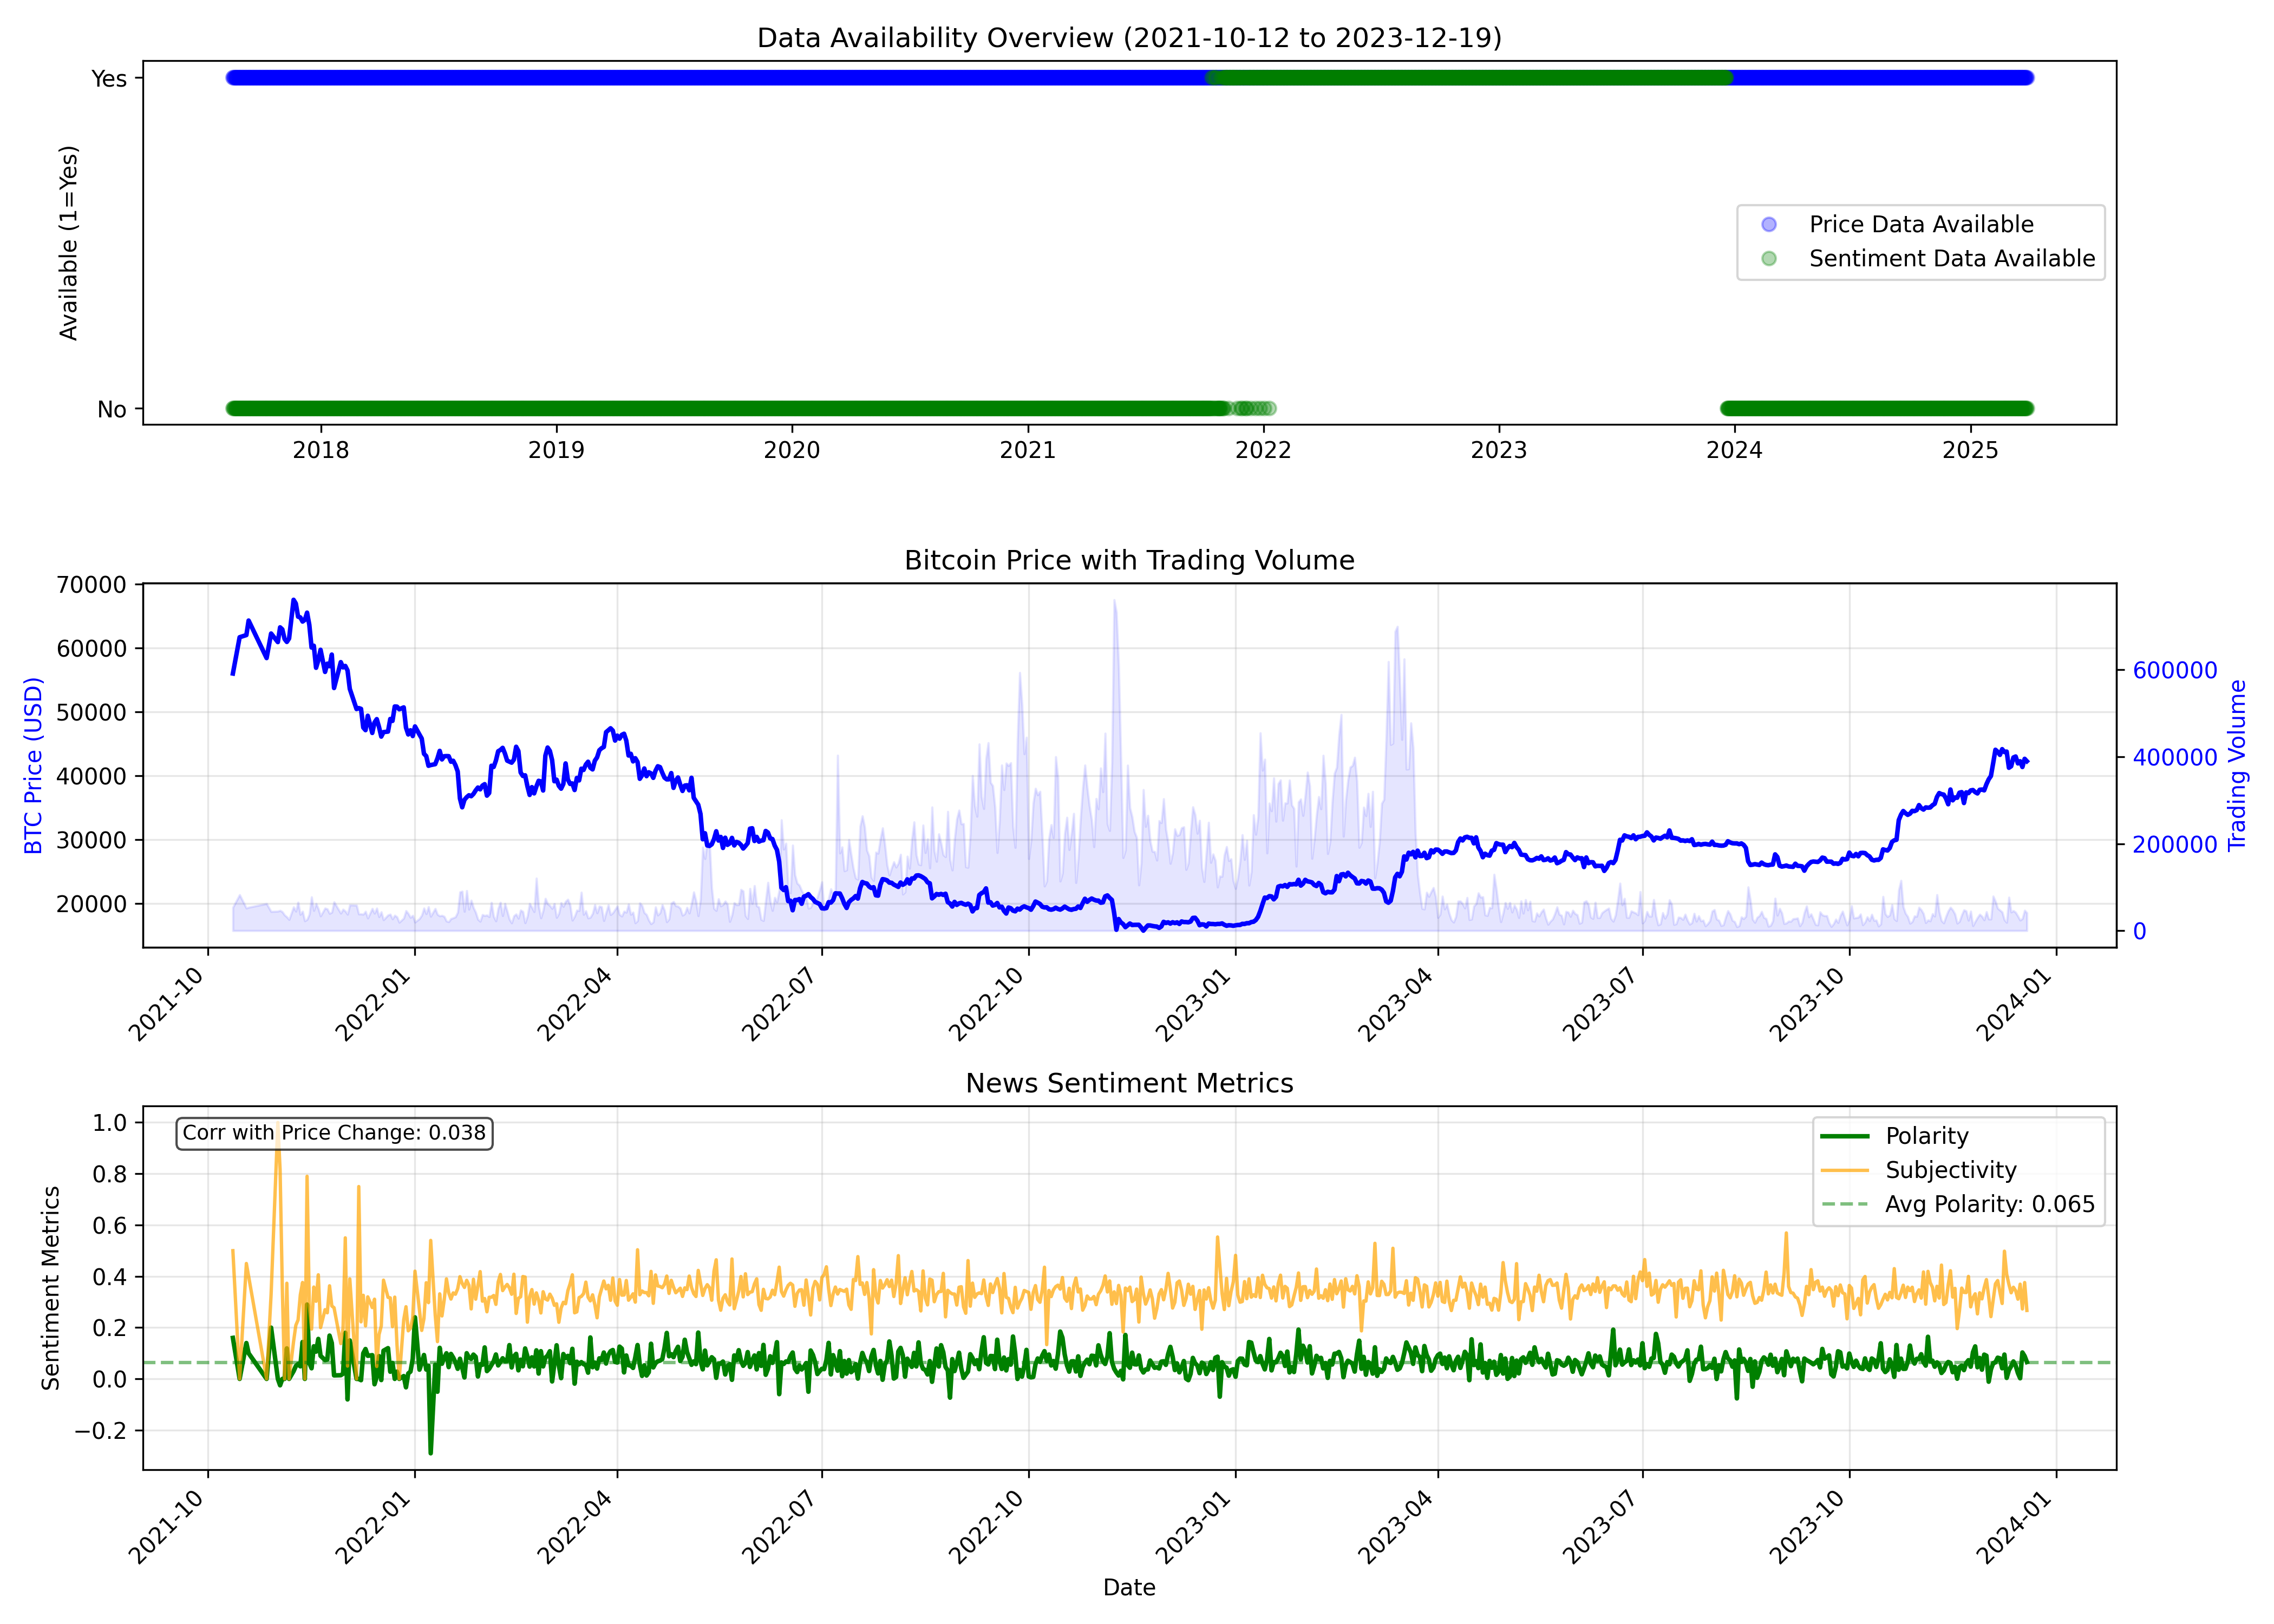 Data Availability Overview (2021-10-12 to 2023-12-19)
Available (1=Yes)
Yes
No
Price Data Available
Sentiment Data Available
2018 2019 2020 2021 2022 2023 2024 2025
Bitcoin Price with Trading Volume
BTC Price (USD)
70000
60000
50000
40000
30000
20000
Trading Volume
600000
400000
200000
0
2021-10 2022-01 2022-04 2022-07 2022-10 2023-01 2023-04 2023-07 2023-10 2024-01
News Sentiment Metrics
Sentiment Metrics
1.0
0.8
0.6
0.4
0.2
0.0
−0.2
Corr with Price Change: 0.038
Polarity
Subjectivity
Avg Polarity: 0.065
2021-10 2022-01 2022-04 2022-07 2022-10 2023-01 2023-04 2023-07 2023-10 2024-01
Date